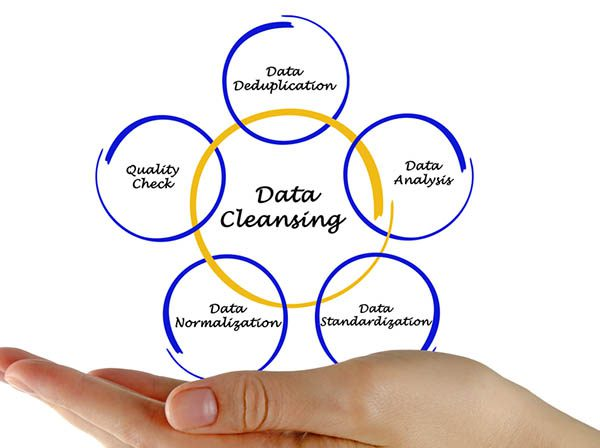 Data
Deduplication
Quality
Check
Data
Analysis
Data
Cleansing
Data
Normalization
Data
Standardization